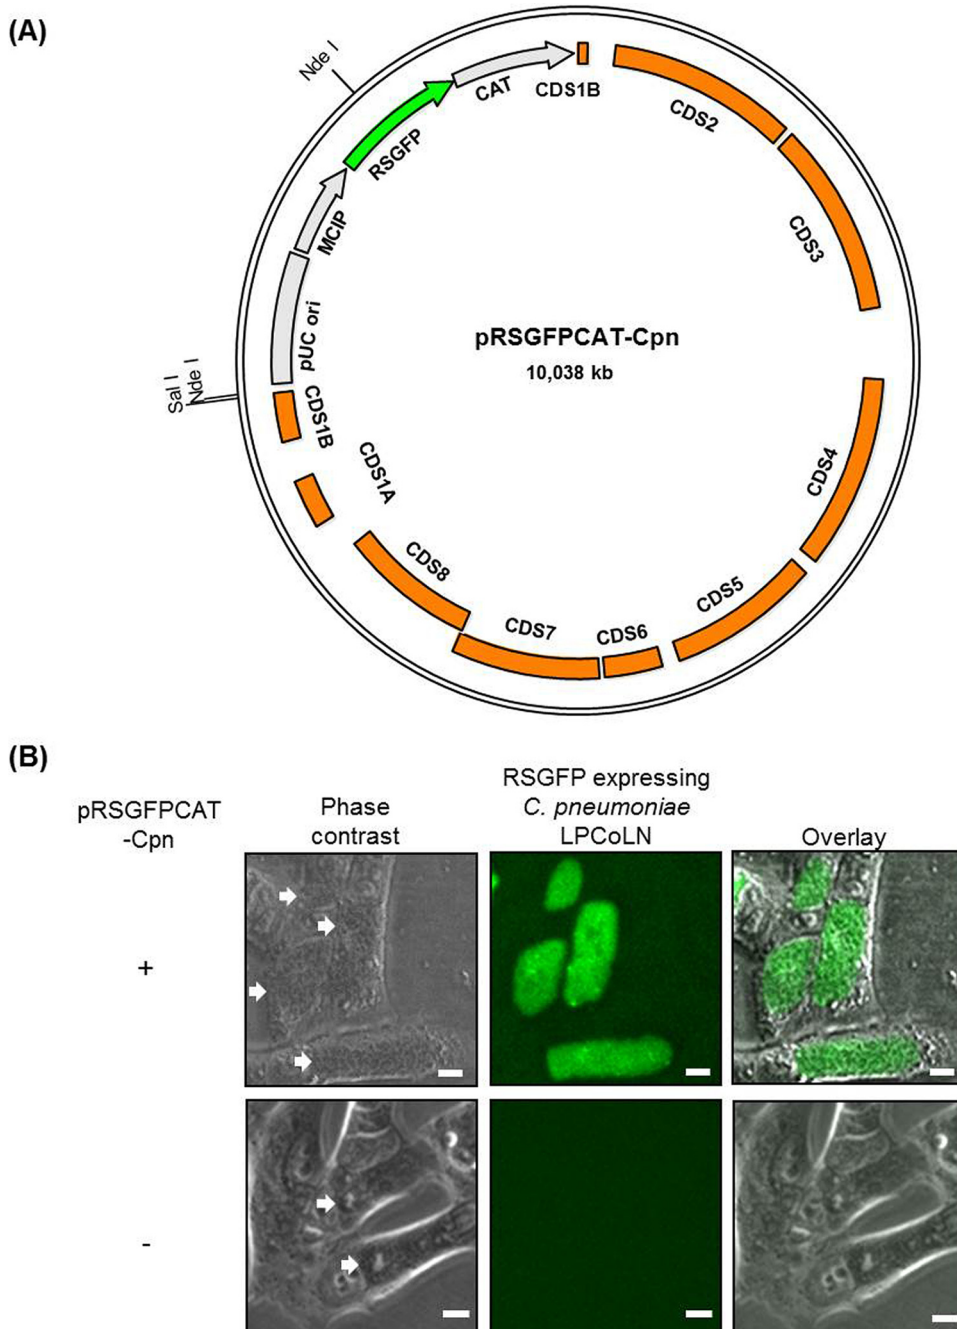 (A)
Nde I
CAT
CDS1B
CDS2
RSGFP
CDS3
MCIP
pUC ori
pRSGFPCAT-Cpn
10,038 kb
Sal I
Nde I
CDS1B
CDS1A
CDS4
CDS8
CDS5
CDS7
CDS6
(B)
pRSGFPCAT
-Cpn
Phase
contrast
RSGFP expressing
C. pneumoniae
LPCoLN
Overlay
+
-